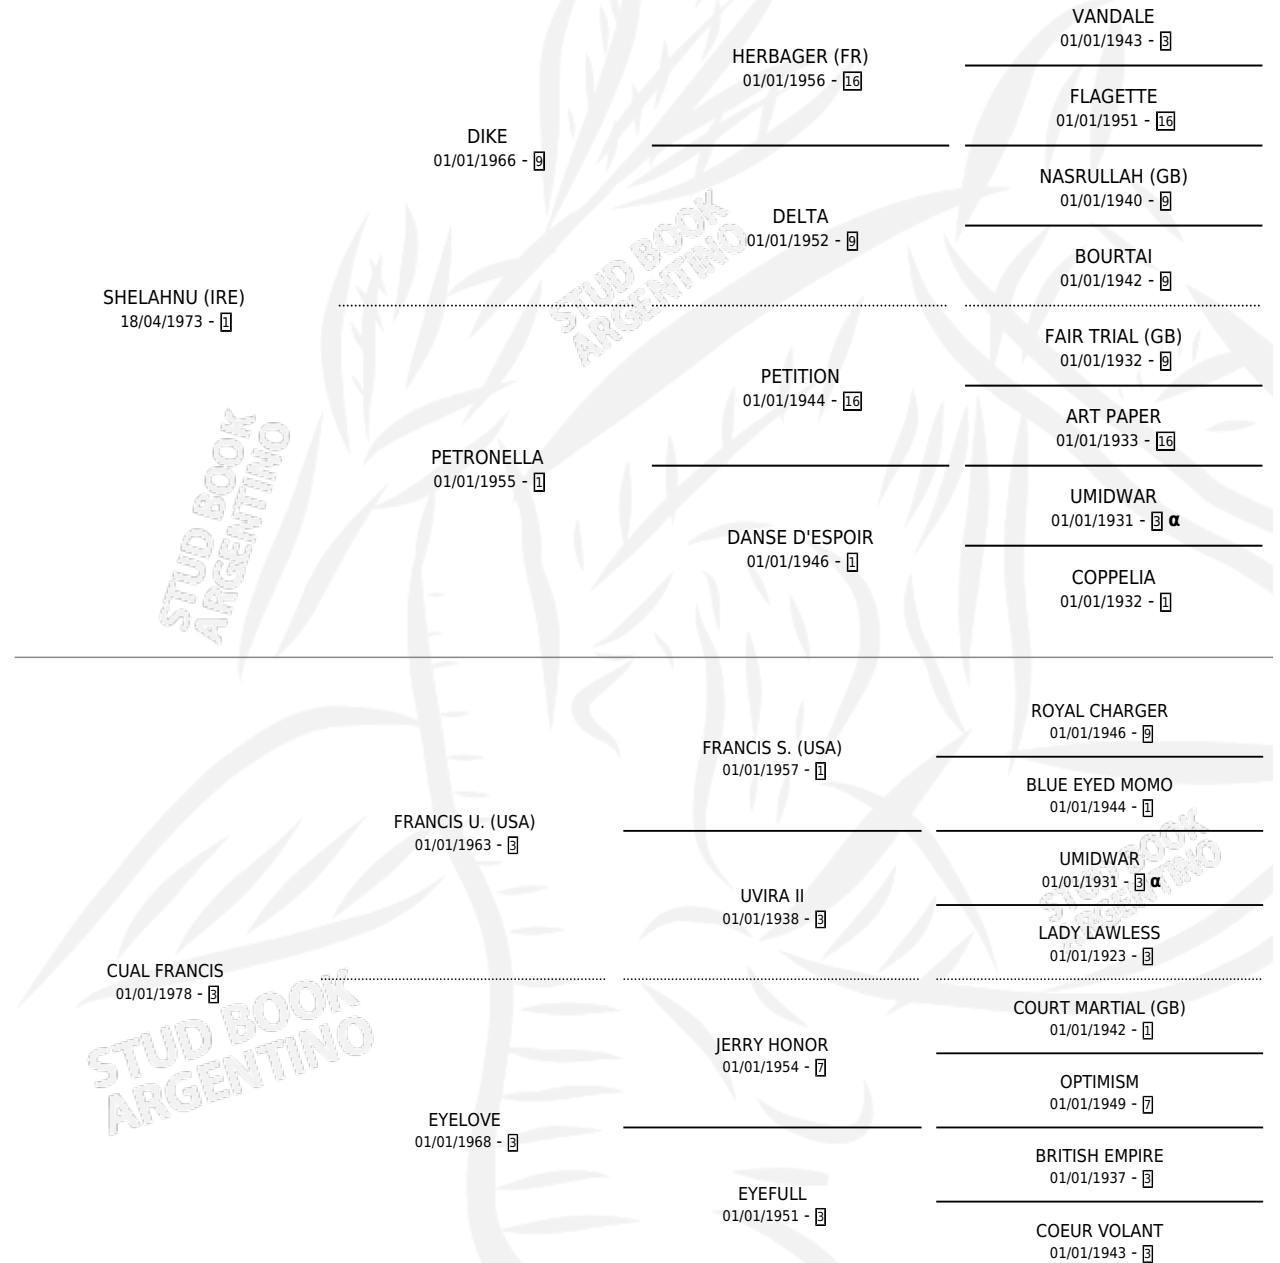 VANDALE
01/01/1943 - 3
HERBAGER (FR)
01/01/1956 - 16
FLAGETTE
01/01/1951 - 16
DIKE
01/01/1966 - 9
NASRULLAH (GB)
01/01/1940 - 9
DELTA
01/01/1952 - 9
BOURTAI
01/01/1942 - 9
SHELAHNU (IRE)
18/04/1973 - 1
FAIR TRIAL (GB)
01/01/1932 - 9
PETITION
01/01/1944 - 16
ART PAPER
01/01/1933 - 16
PETRONELLA
01/01/1955 - 1
UMIDWAR
01/01/1931 - 3 α
DANSE D'ESPOIR
01/01/1946 - 1
COPPELIA
01/01/1932 - 1
ROYAL CHARGER
01/01/1946 - 9
FRANCIS S. (USA)
01/01/1957 - 1
BLUE EYED MOMO
01/01/1944 - 1
FRANCIS U. (USA)
01/01/1963 - 3
UMIDWAR
01/01/1931 - 3 α
UVIRA II
01/01/1938 - 3
LADY LAWLESS
01/01/1923 - 3
CUAL FRANCIS
01/01/1978 - 3
COURT MARTIAL (GB)
01/01/1942 - 1
JERRY HONOR
01/01/1954 - 7
OPTIMISM
01/01/1949 - 7
EYELOVE
01/01/1968 - 3
BRITISH EMPIRE
01/01/1937 - 3
EYEFULL
01/01/1951 - 3
COEUR VOLANT
01/01/1943 - 3
STUD BOOK
ARGENTINO
STUD BOOK
ARGENTINO
STUD BOOK
ARGENTINO
STUD BOOK
ARGENTINO